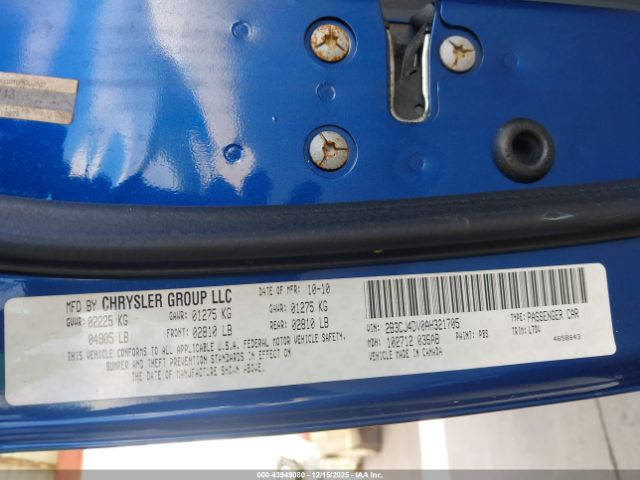 MFD BY CHRYSLER GROUP LLC DATE OF MFR: 10-10
GVWR: 02225 KG GAWR: 01275 KG GAWR: 01275 KG
04905 LB FRONT: 02810 LB REAR: 02810 LB
THIS VEHICLE CONFORMS TO ALL APPLICABLE U.S.A. FEDERAL MOTOR VEHICLE SAFETY,
BUMPER AND THEFT PREVENTION STANDARDS IN EFFECT ON
THE DATE OF MANUFACTURE SHOWN ABOVE.
VIN: 2B3CJ4DV0AH321705 TYPE: PASSENGER CAR
MDH: 102712 036AB PAINT: PBS TRIM: LTDV
MADE IN CANADA 4658843
000-43949080 - 12/15/2025 - IAA Inc.